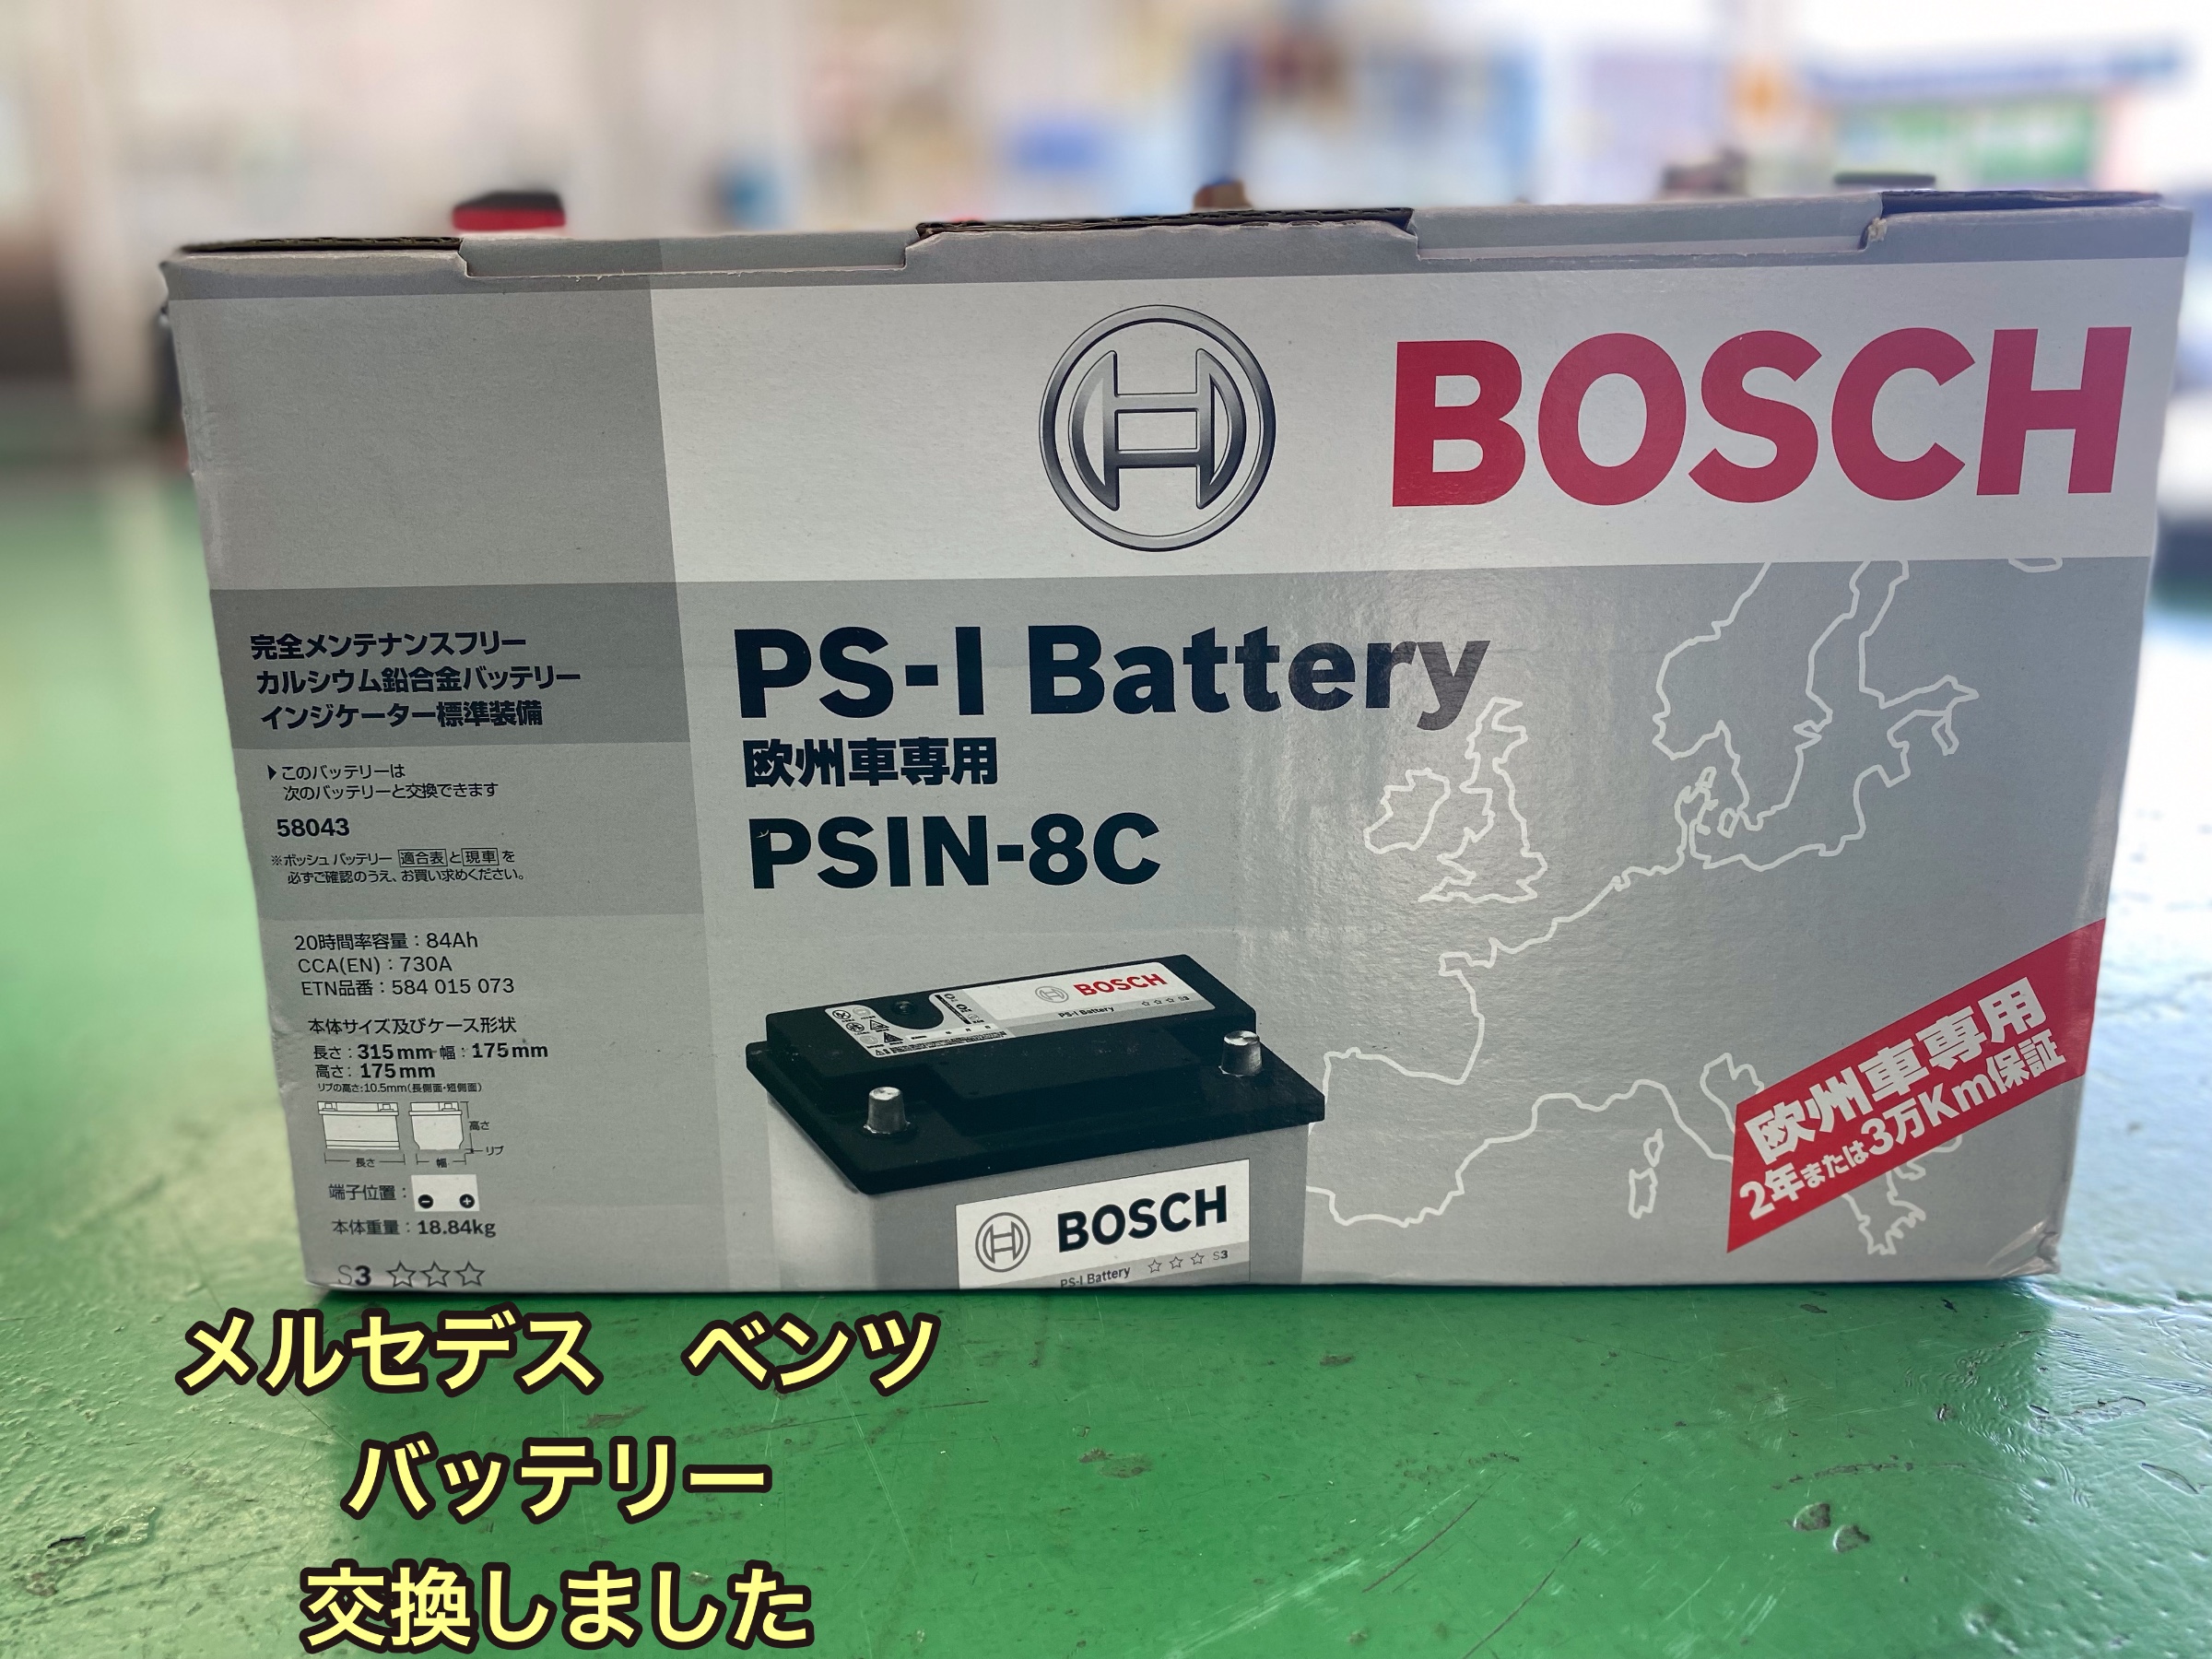 BOSCH
PS-I Battery
欧州車専用
PSIN-8C
完全メンテナンスフリー
カルシウム鉛合金バッテリー
インジケーター標準装備
このバッテリーは
次のバッテリーと交換できます
58043
※ボッシュ バッテリー 適合表 と 現車 を
必ずご確認のうえ、お買い求めください。
20時間率容量：84Ah
CCA(EN)：730A
ETN品番：584 015 073
本体サイズ及びケース形状
長さ：315mm 幅：175mm
高さ：175mm
リブの高さ:10.5mm(長側面・短側面)
高さ
リブ
長さ 幅
端子位置：
本体重量：18.84kg
S3 ☆☆☆
BOSCH
PS-I Battery ☆☆☆ S3
BOSCH
PS-I Battery ☆☆☆ S3
欧州車専用
2年または3万Km保証
メルセデス　ベンツ
バッテリー
交換しました